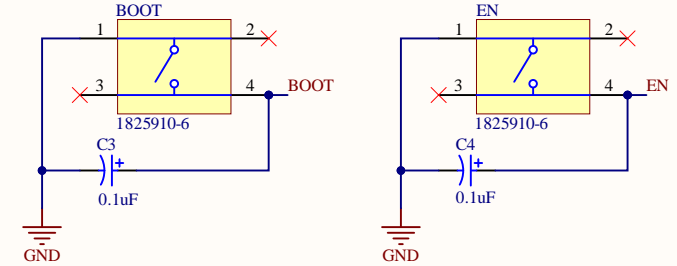 BOOT
1
2
3
4
BOOT
1825910-6
C3
+
0.1uF
GND
EN
1
2
3
4
EN
1825910-6
C4
+
0.1uF
GND